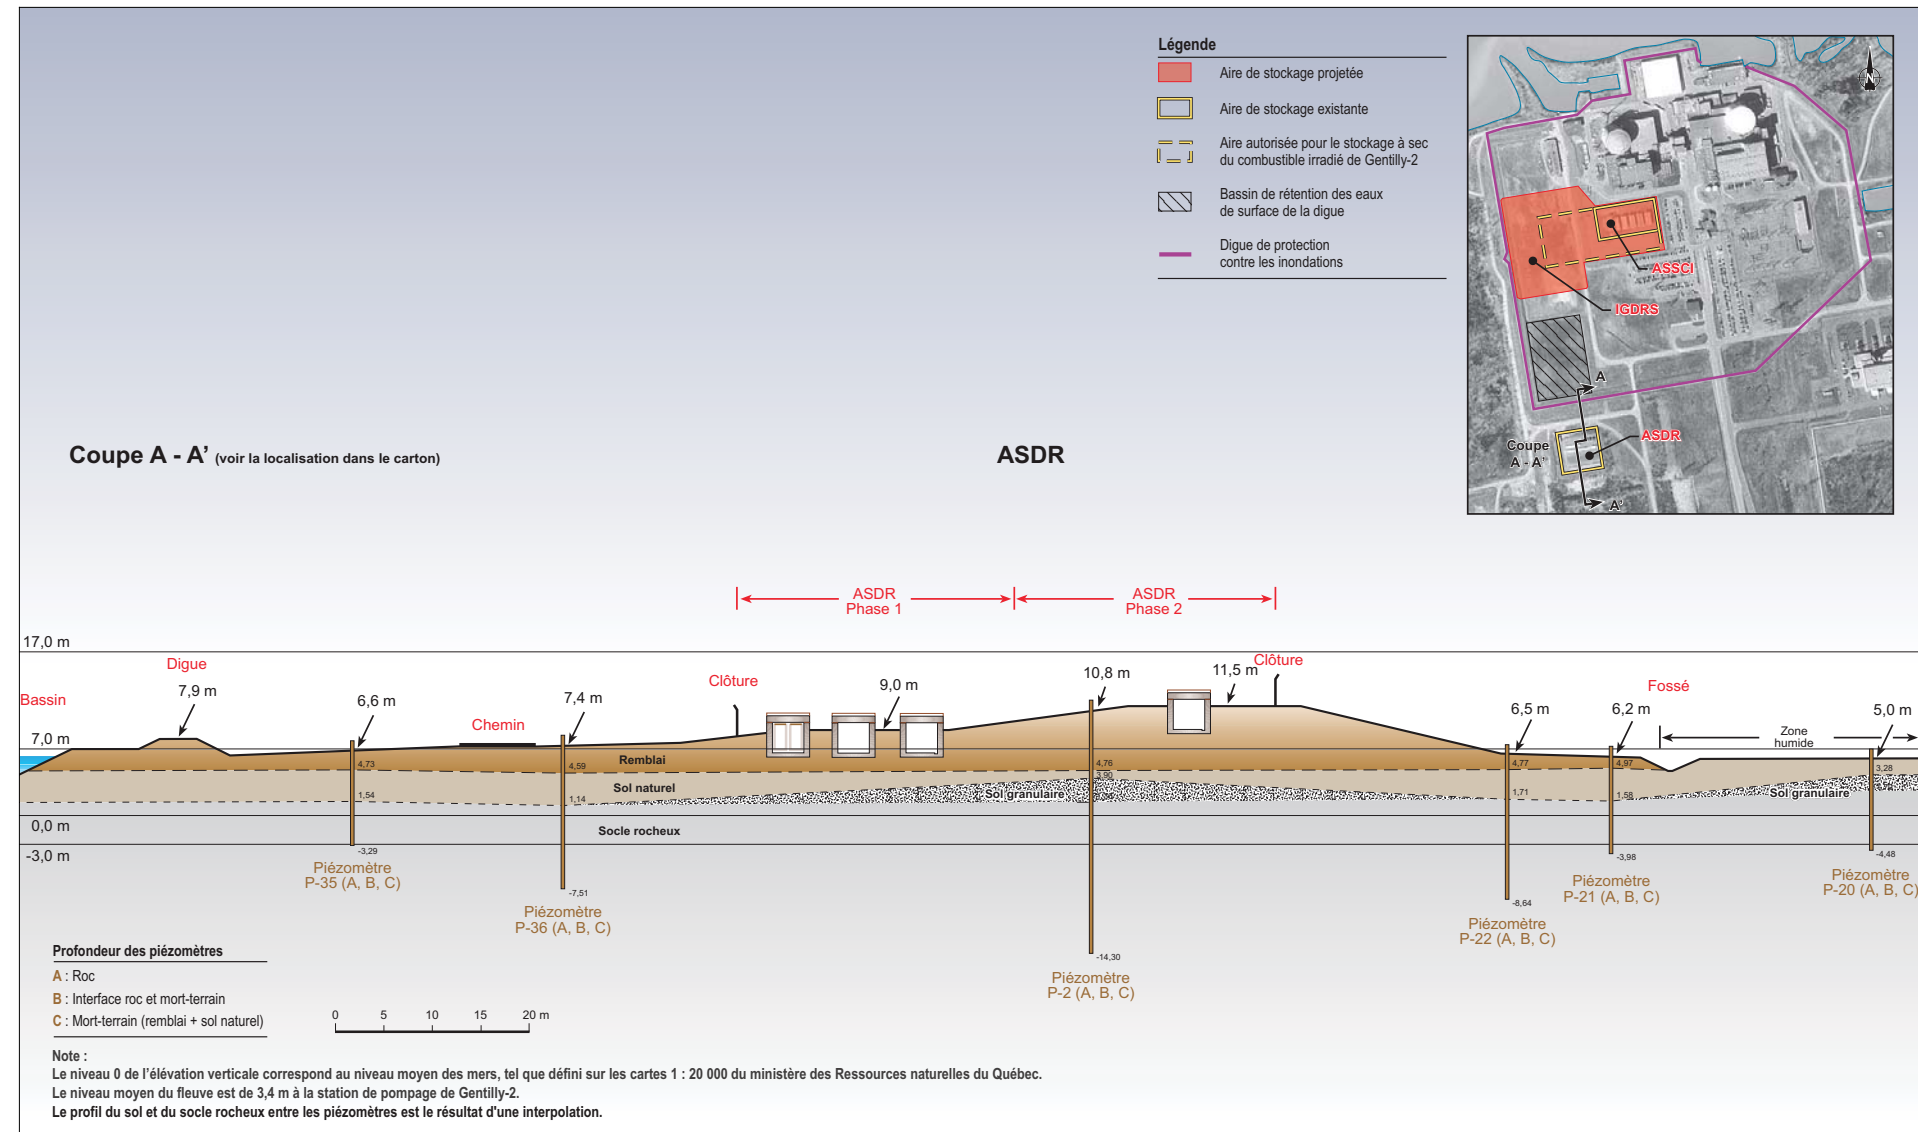 Légende
Aire de stockage projetée
Aire de stockage existante
Aire autorisée pour le stockage à sec
du combustible irradié de Gentilly-2
Bassin de rétention des eaux
de surface de la digue
Digue de protection
contre les inondations
N
ASSCI
IGDRS
A
ASDR
Coupe
A - A'
A'
Coupe A - A' (voir la localisation dans le carton)
ASDR
ASDR
Phase 1
ASDR
Phase 2
17,0 m
Digue
7,9 m
Bassin
6,6 m
Chemin
7,4 m
Clôture
9,0 m
10,8 m
11,5 m
Clôture
6,5 m
6,2 m
Fossé
Zone
humide
5,0 m
7,0 m
4,73
4,59
Remblai
4,76
3,90
4,77
4,97
3,28
Sol naturel
1,54
1,14
Sol granulaire
1,71
1,58
Sol granulaire
0,0 m
Socle rocheux
-3,0 m
-3,29
Piézomètre
P-35 (A, B, C)
-7,51
Piézomètre
P-36 (A, B, C)
-14,30
Piézomètre
P-2 (A, B, C)
-8,64
Piézomètre
P-22 (A, B, C)
-3,98
Piézomètre
P-21 (A, B, C)
-4,48
Piézomètre
P-20 (A, B, C)
Profondeur des piézomètres
A : Roc
B : Interface roc et mort-terrain
C : Mort-terrain (remblai + sol naturel)
0 5 10 15 20 m
Note :
Le niveau 0 de l'élévation verticale correspond au niveau moyen des mers, tel que défini sur les cartes 1 : 20 000 du ministère des Ressources naturelles du Québec.
Le niveau moyen du fleuve est de 3,4 m à la station de pompage de Gentilly-2.
Le profil du sol et du socle rocheux entre les piézomètres est le résultat d'une interpolation.